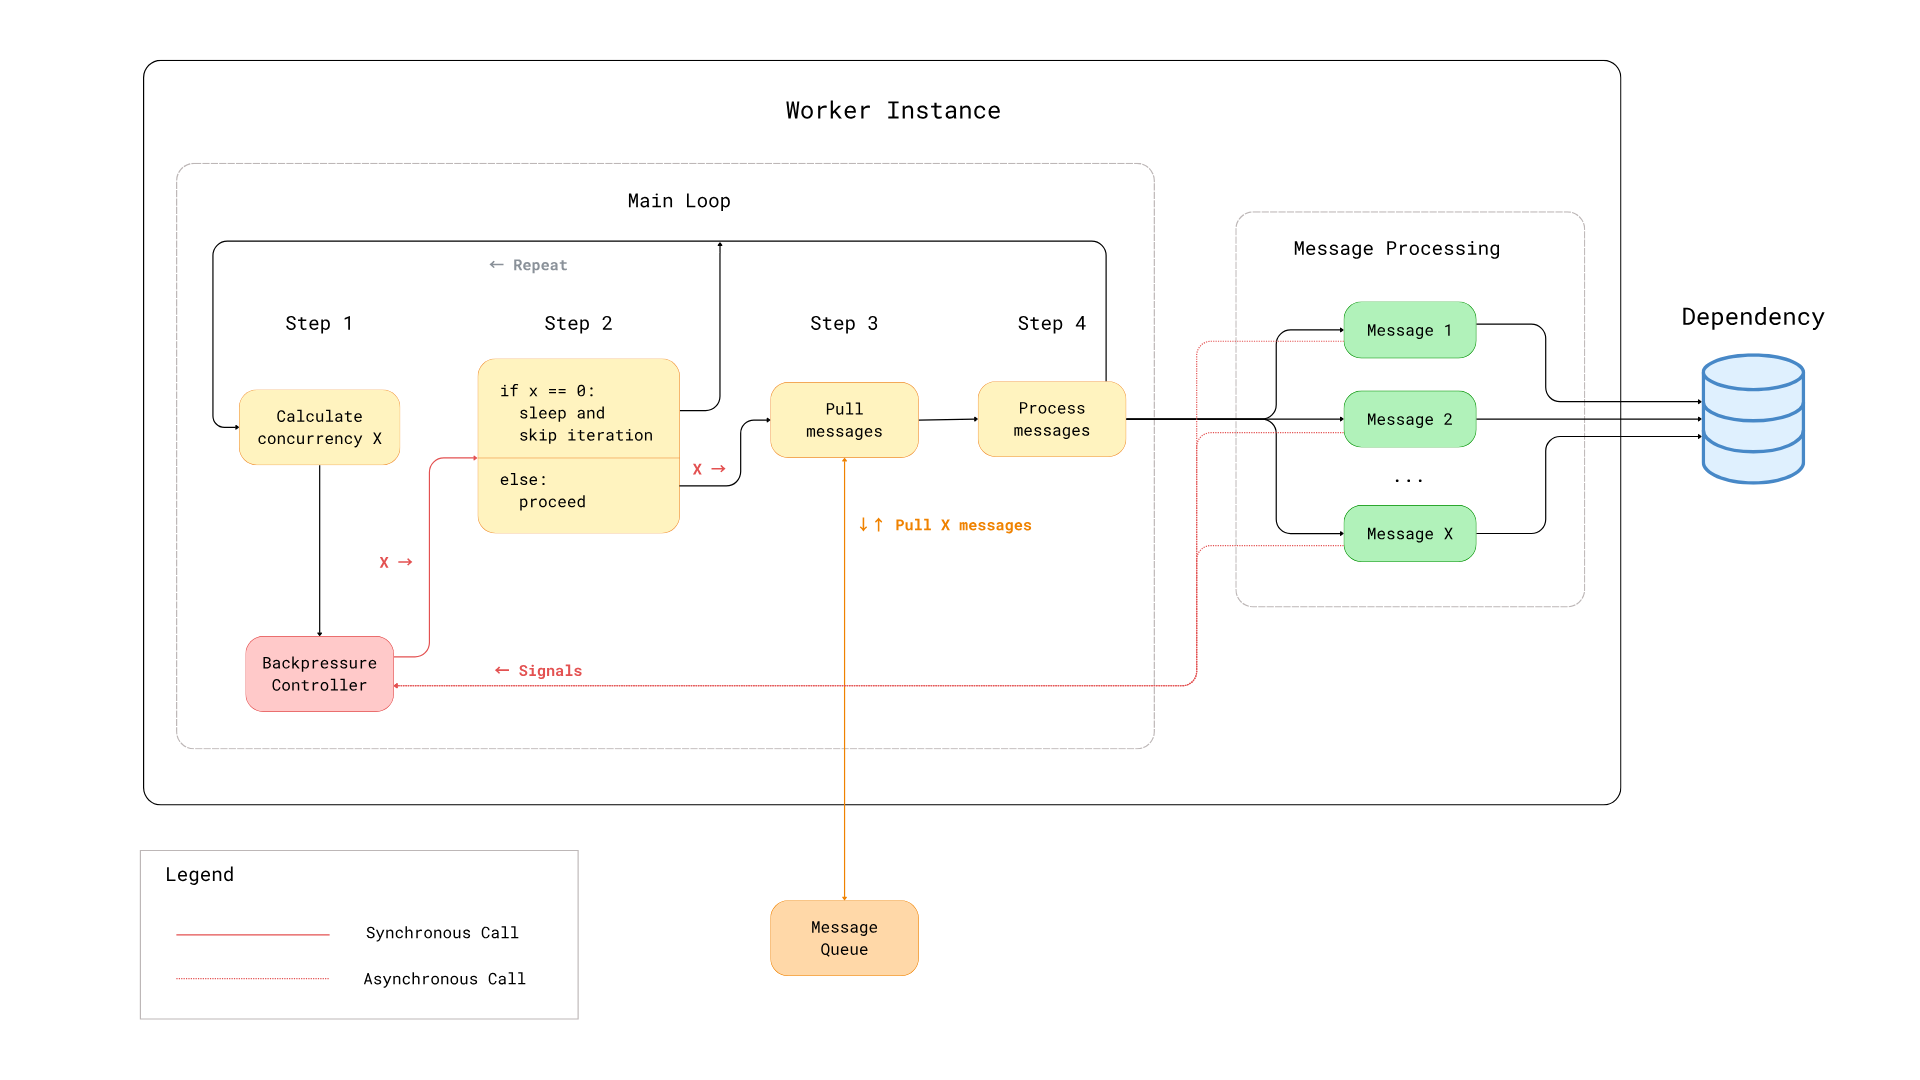 Worker Instance
Main Loop
← Repeat
Step 1
Step 2
Step 3
Step 4
Calculate
concurrency X
if x == 0:
sleep and
skip iteration
else:
proceed
X →
X →
Pull
messages
Process
messages
↓↑ Pull X messages
Backpressure
Controller
← Signals
Message Processing
Message 1
Message 2
...
Message X
Dependency
Message
Queue
Legend
Synchronous Call
Asynchronous Call